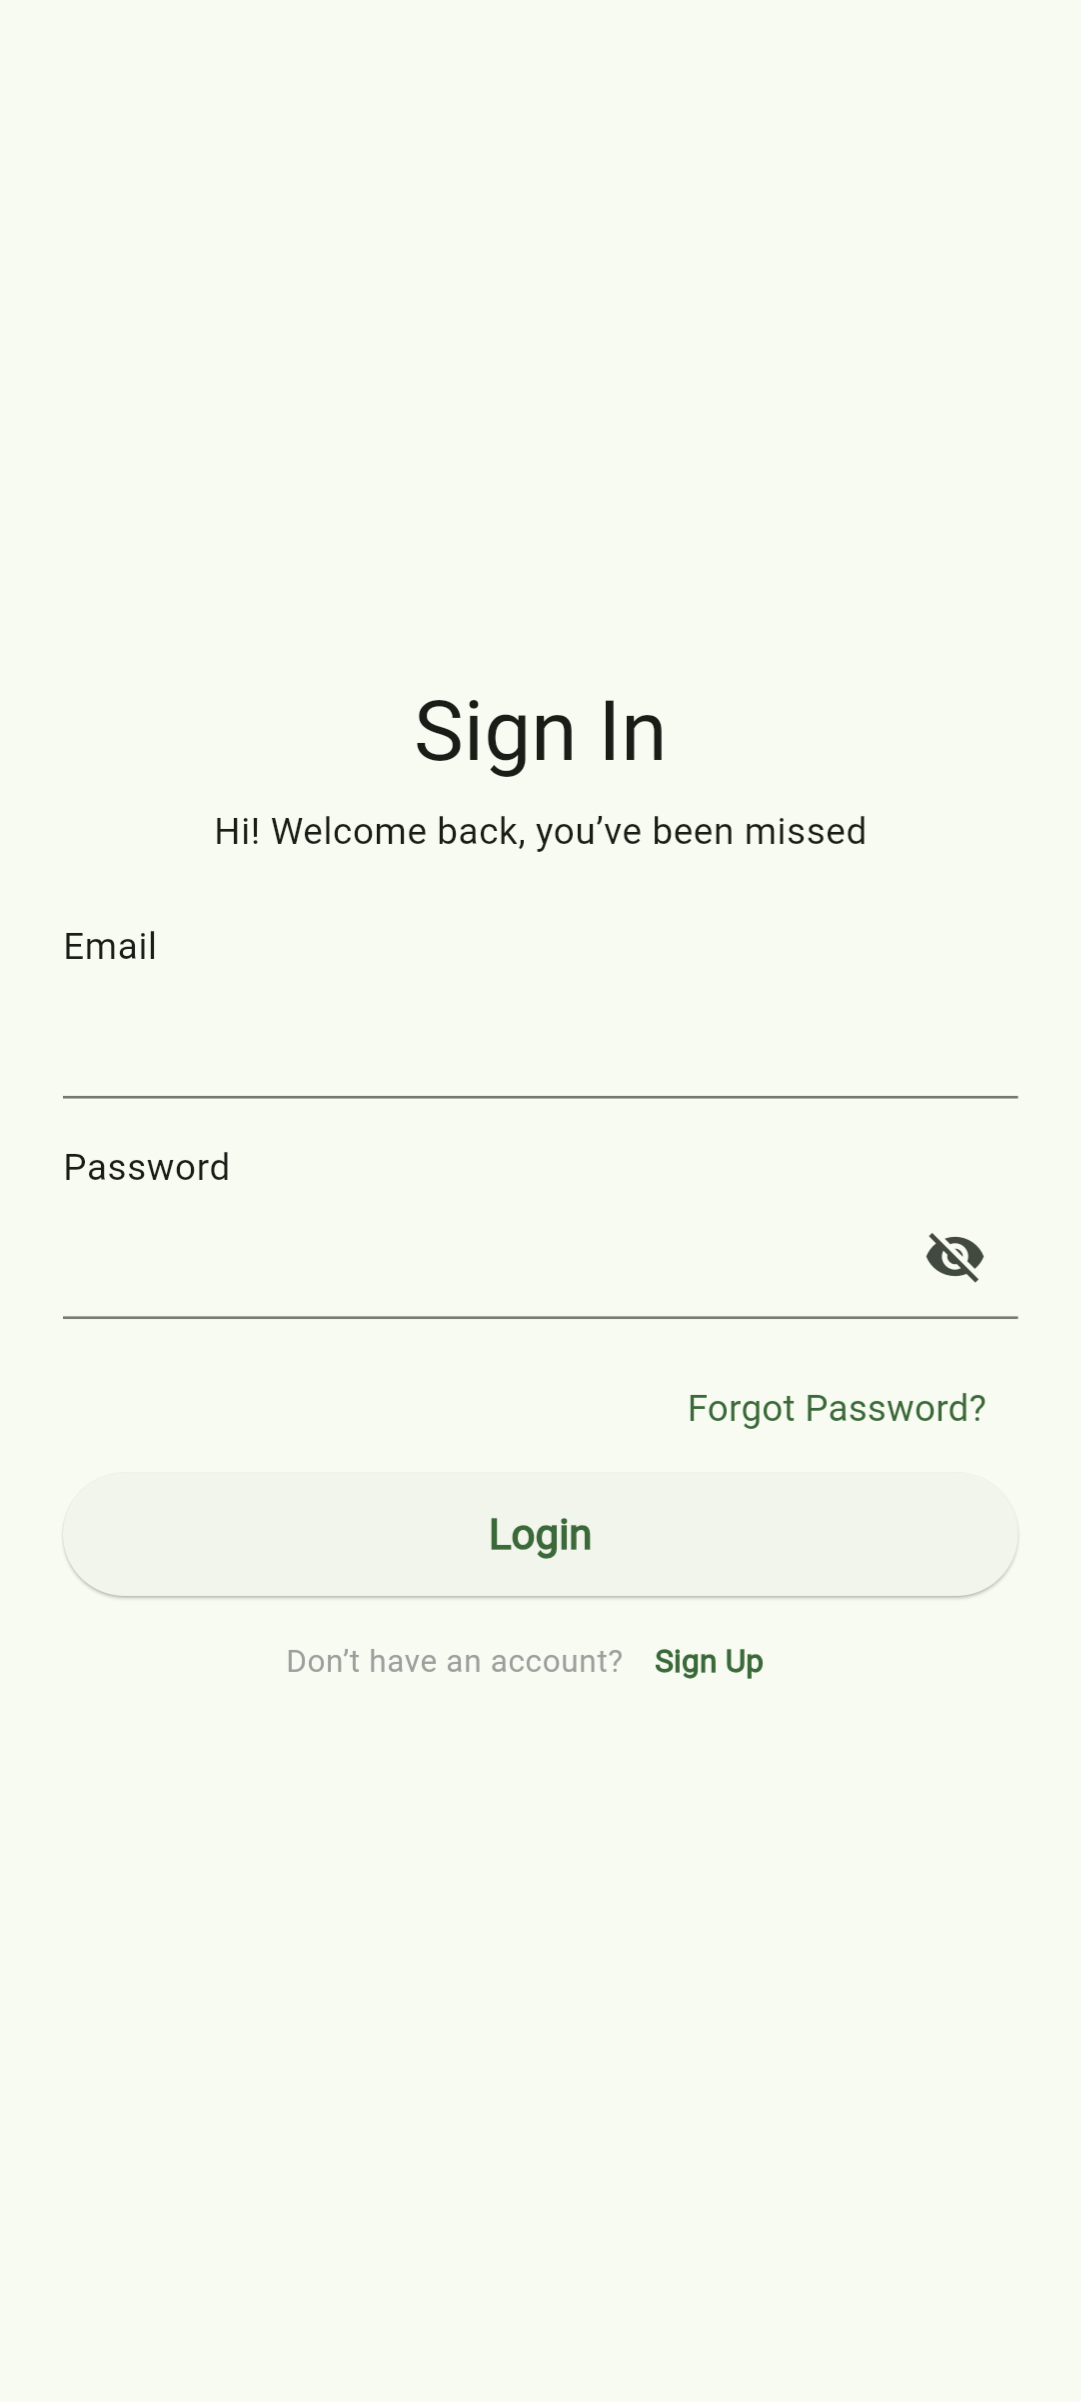 Sign In
Hi! Welcome back, you’ve been missed
Email
Password
Forgot Password?
Login
Don’t have an account? Sign Up